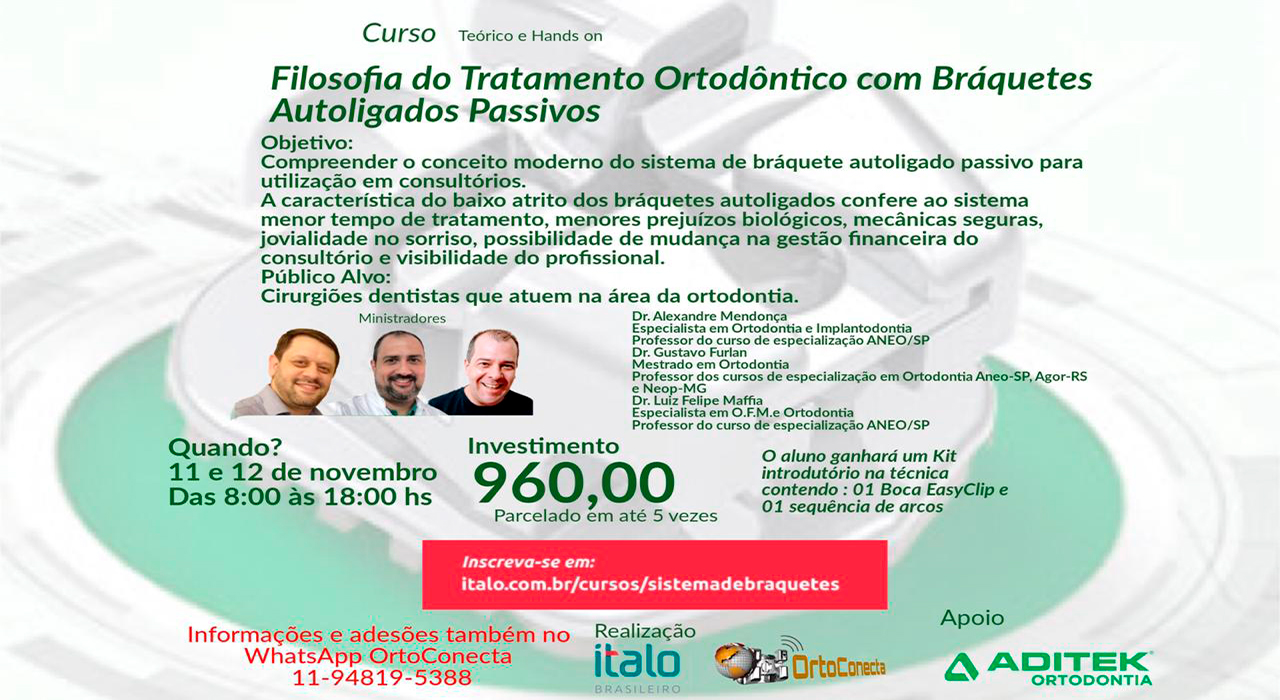 Curso Teórico e Hands on
Filosofia do Tratamento Ortodôntico com Bráquetes
Autoligados Passivos
Objetivo:
Compreender o conceito moderno do sistema de bráquete autoligado passivo para
utilização em consultórios.
A característica do baixo atrito dos bráquetes autoligados confere ao sistema
menor tempo de tratamento, menores prejuízos biológicos, mecânicas seguras,
jovialidade no sorriso, possibilidade de mudança na gestão financeira do
consultório e visibilidade do profissional.
Público Alvo:
Cirurgiões dentistas que atuem na área da ortodontia.
Ministradores
Dr. Alexandre Mendonça
Especialista em Ortodontia e Implantodontia
Professor do curso de especialização ANEO/SP
Dr. Gustavo Furlan
Mestrado em Ortodontia
Professor dos cursos de especialização em Ortodontia Aneo-SP, Agor-RS
e Neop-MG
Dr. Luiz Felipe Maffia
Especialista em O.F.M.e Ortodontia
Professor do curso de especialização ANEO/SP
Quando?
11 e 12 de novembro
Das 8:00 às 18:00 hs
Investimento
960,00
Parcelado em até 5 vezes
O aluno ganhará um Kit
introdutório na técnica
contendo : 01 Boca EasyClip e
01 sequência de arcos
Inscreva-se em:
italo.com.br/cursos/sistemadebraquetes
Informações e adesões também no
WhatsApp OrtoConecta
11-94819-5388
Realização
italo
BRASILEIRO
OrtoConecta
Apoio
ADITEK®
ORTODONTIA